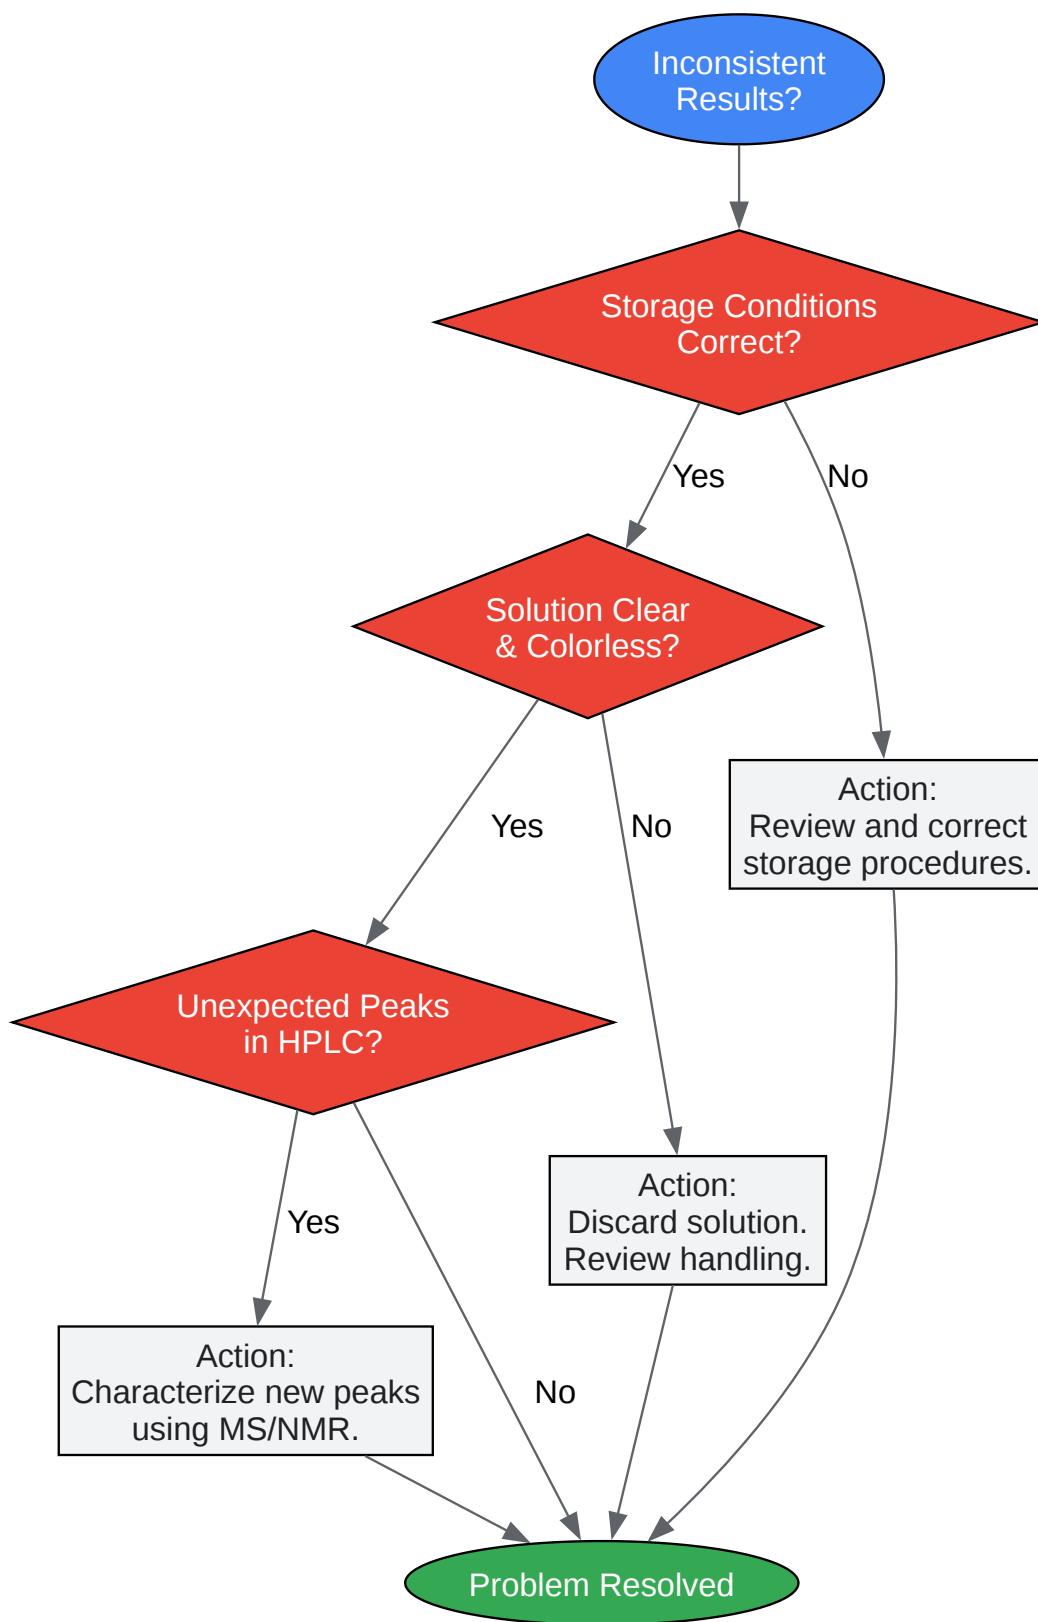 Inconsistent
Results?
Storage Conditions
Correct?
Yes
No
Solution Clear
& Colorless?
Action:
Review and correct
storage procedures.
Yes
No
Unexpected Peaks
in HPLC?
Action:
Discard solution.
Review handling.
Yes
Action:
Characterize new peaks
using MS/NMR.
No
Problem Resolved